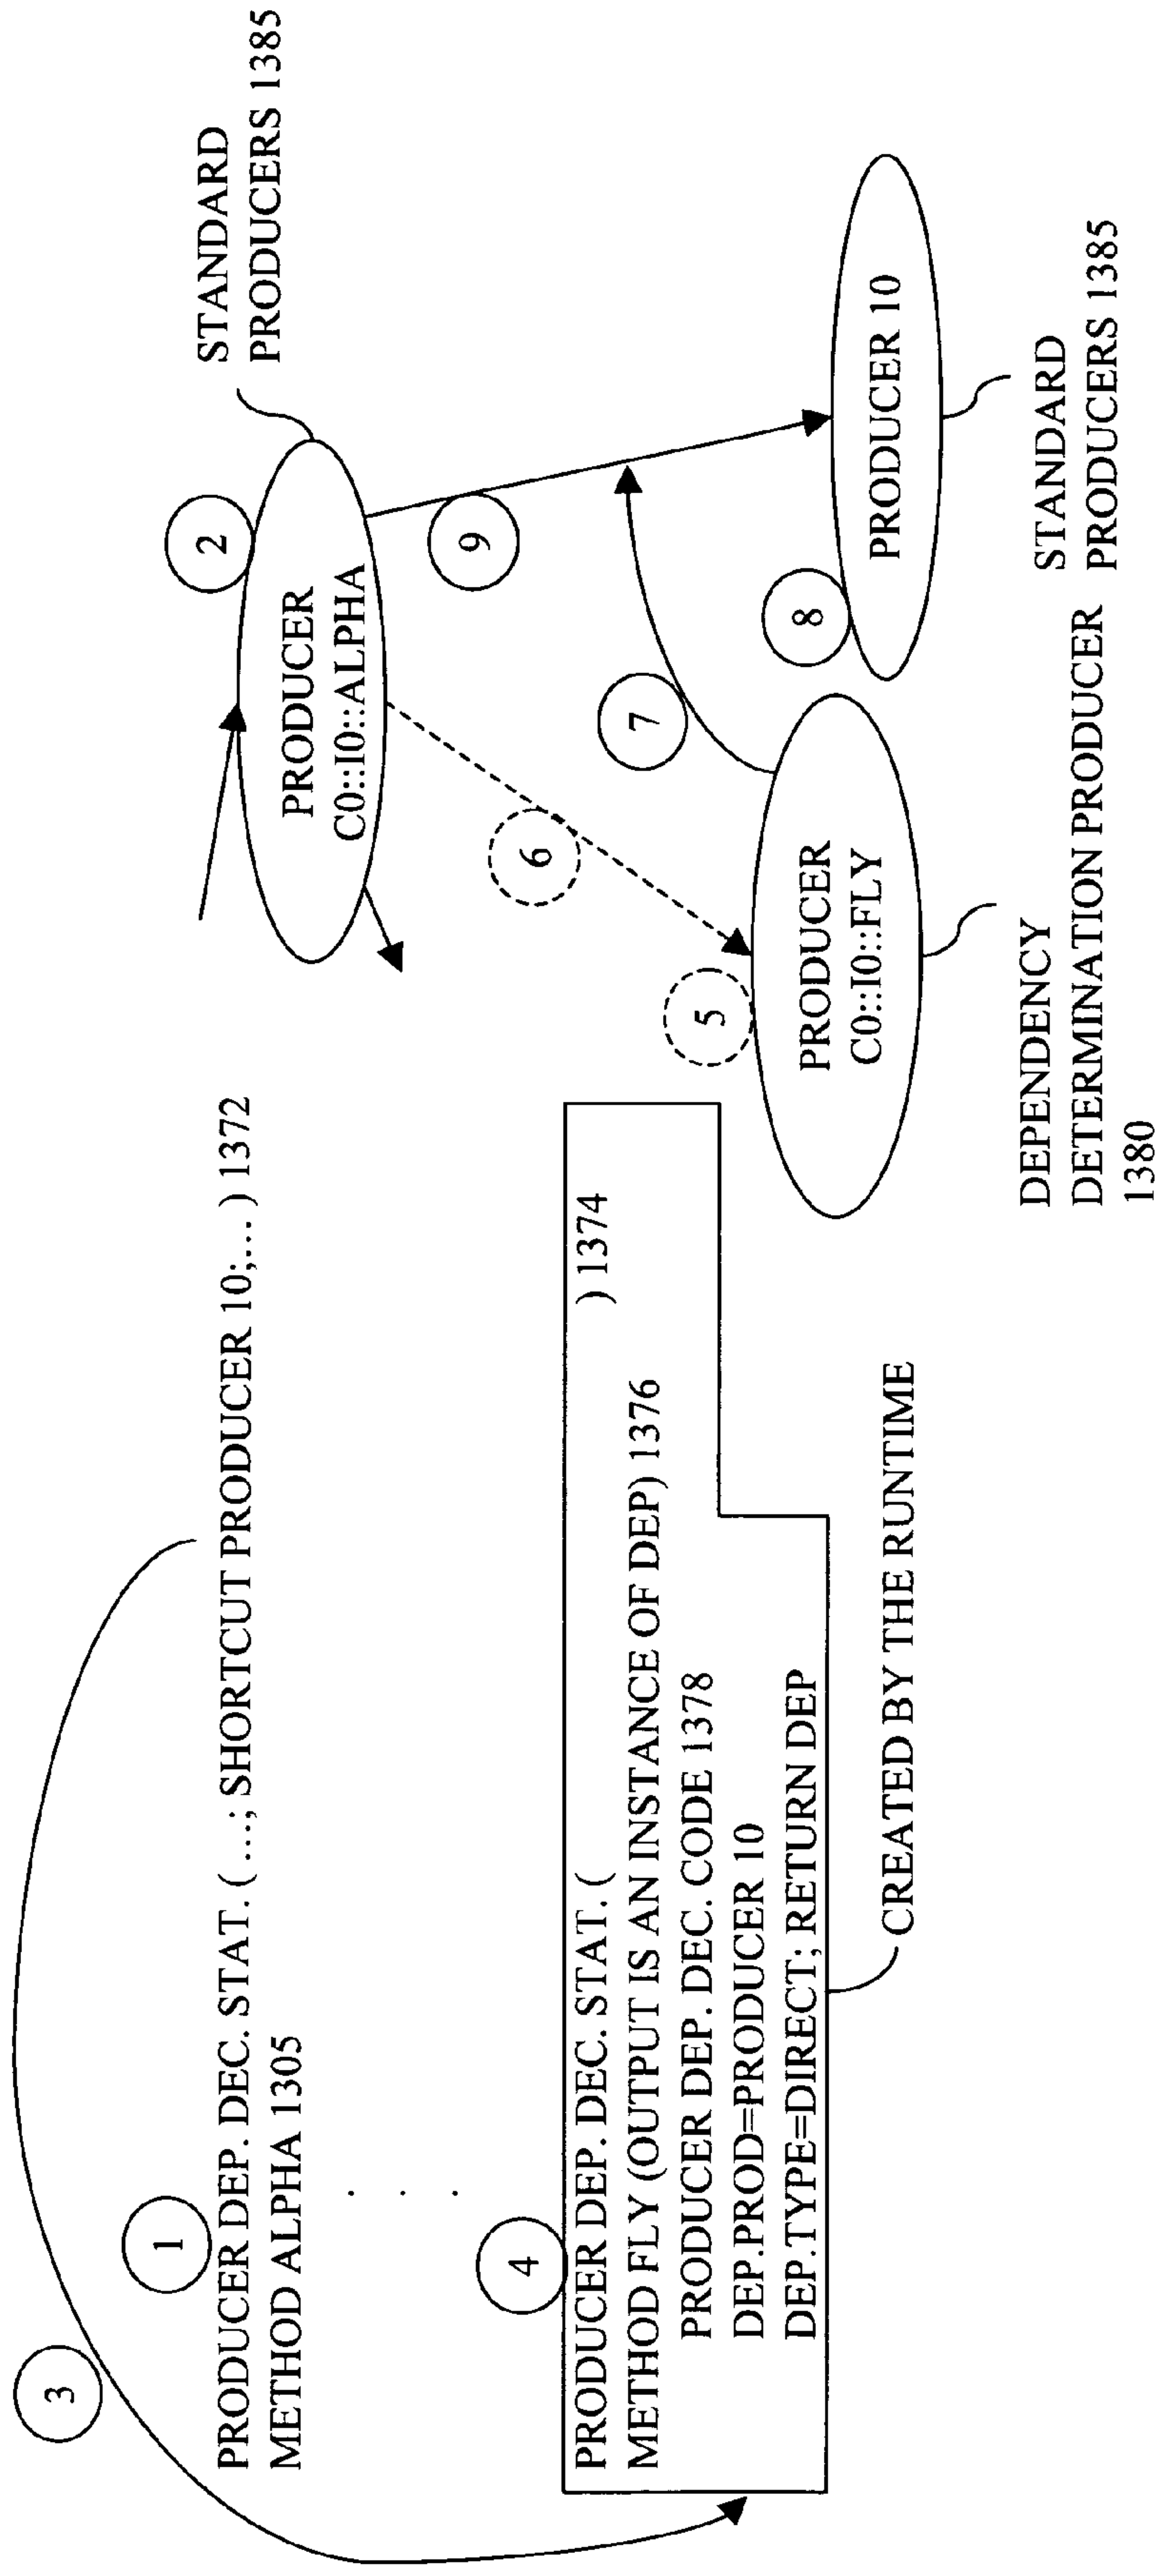 3
1
PRODUCER DEP. DEC. STAT. ( ...; SHORTCUT PRODUCER 10;... ) 1372
METHOD ALPHA 1305
.
.
.
4
PRODUCER DEP. DEC. STAT. ( ) 1374
METHOD FLY (OUTPUT IS AN INSTANCE OF DEP) 1376
PRODUCER DEP. DEC. CODE 1378
DEP.PROD=PRODUCER 10
DEP.TYPE=DIRECT; RETURN DEP
CREATED BY THE RUNTIME
2
STANDARD
PRODUCERS 1385
PRODUCER
C0::I0::ALPHA
9
6
7
5
8
PRODUCER
C0::I0::FLY
PRODUCER 10
DEPENDENCY
DETERMINATION PRODUCER
1380
STANDARD
PRODUCERS 1385